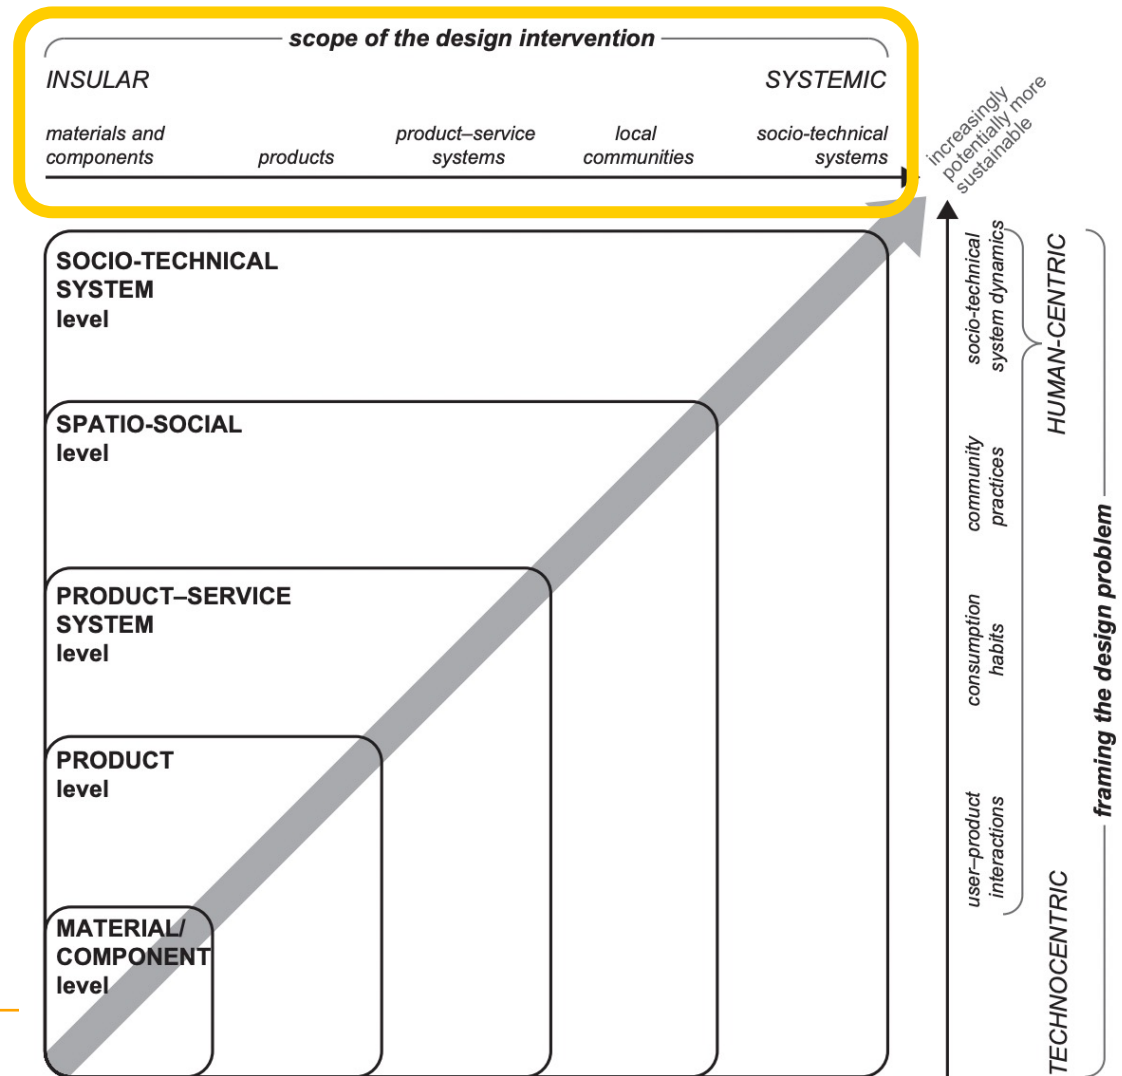 scope of the design intervention
INSULAR
SYSTEMIC
materials and
components
products
product–service
systems
local
communities
socio-technical
systems
increasingly
potentially more
sustainable
SOCIO-TECHNICAL
SYSTEM
level
SPATIO-SOCIAL
level
PRODUCT–SERVICE
SYSTEM
level
PRODUCT
level
MATERIAL/
COMPONENT
level
socio-technical
system dynamics
community
practices
consumption
habits
user–product
interactions
HUMAN-CENTRIC
TECHNOCENTRIC
framing the design problem